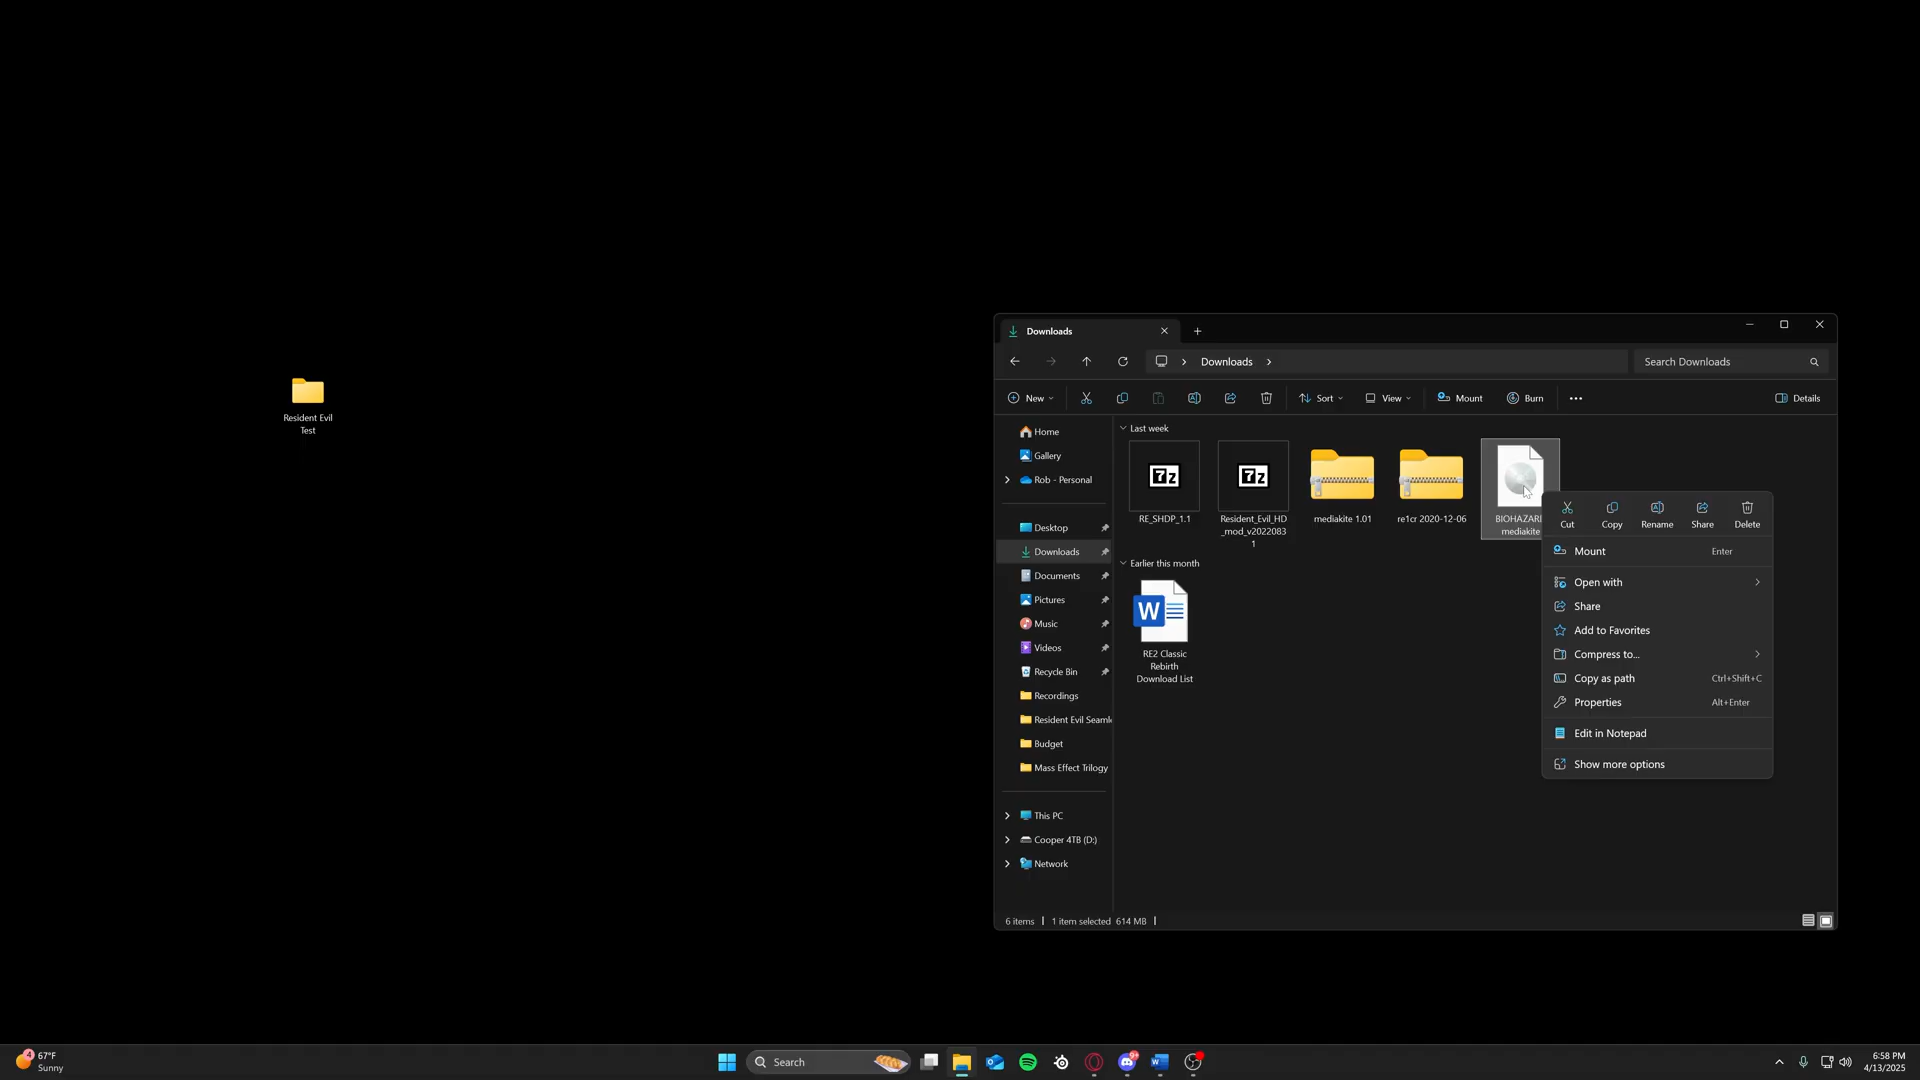 Resident Evil
Test
Downloads
Downloads
Search Downloads
New
Sort
View
Mount
Burn
Details
Home
Gallery
Rob - Personal
Desktop
Downloads
Documents
Pictures
Music
Videos
Recycle Bin
Recordings
Resident Evil Seaml
Budget
Mass Effect Trilogy
This PC
Cooper 4TB (D:)
Network
Last week
7z
RE_SHDP_1.1
7z
Resident_Evil_HD
_mod_v2022083
1
mediakite 1.01
re1cr 2020-12-06
BIOHAZARD
mediakite
Earlier this month
W
RE2 Classic
Rebirth
Download List
Cut
Copy
Rename
Share
Delete
Mount Enter
Open with
Share
Add to Favorites
Compress to...
Copy as path Ctrl+Shift+C
Properties Alt+Enter
Edit in Notepad
Show more options
6 items
1 item selected 614 MB
4
67°F
Sunny
Search
6:58 PM
4/13/2025